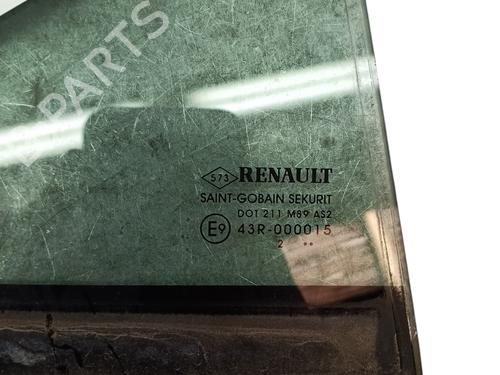 B-PARTS
573 RENAULT
SAINT-GOBAIN SEKURIT
DOT 211 M89 AS2
E9 43R-000015
2 ..